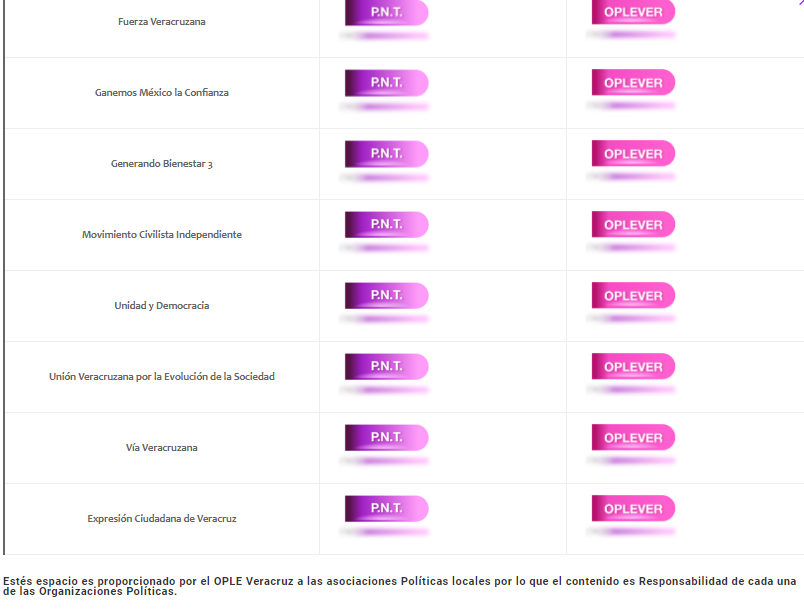 Fuerza Veracruzana P.N.T. OPLEVER
Ganemos México la Confianza P.N.T. OPLEVER
Generando Bienestar 3 P.N.T. OPLEVER
Movimiento Civilista Independiente P.N.T. OPLEVER
Unidad y Democracia P.N.T. OPLEVER
Unión Veracruzana por la Evolución de la Sociedad P.N.T. OPLEVER
Vía Veracruzana P.N.T. OPLEVER
Expresión Ciudadana de Veracruz P.N.T. OPLEVER
Estés espacio es proporcionado por el OPLE Veracruz a las asociaciones Políticas locales por lo que el contenido es Responsabilidad de cada una
de las Organizaciones Políticas.